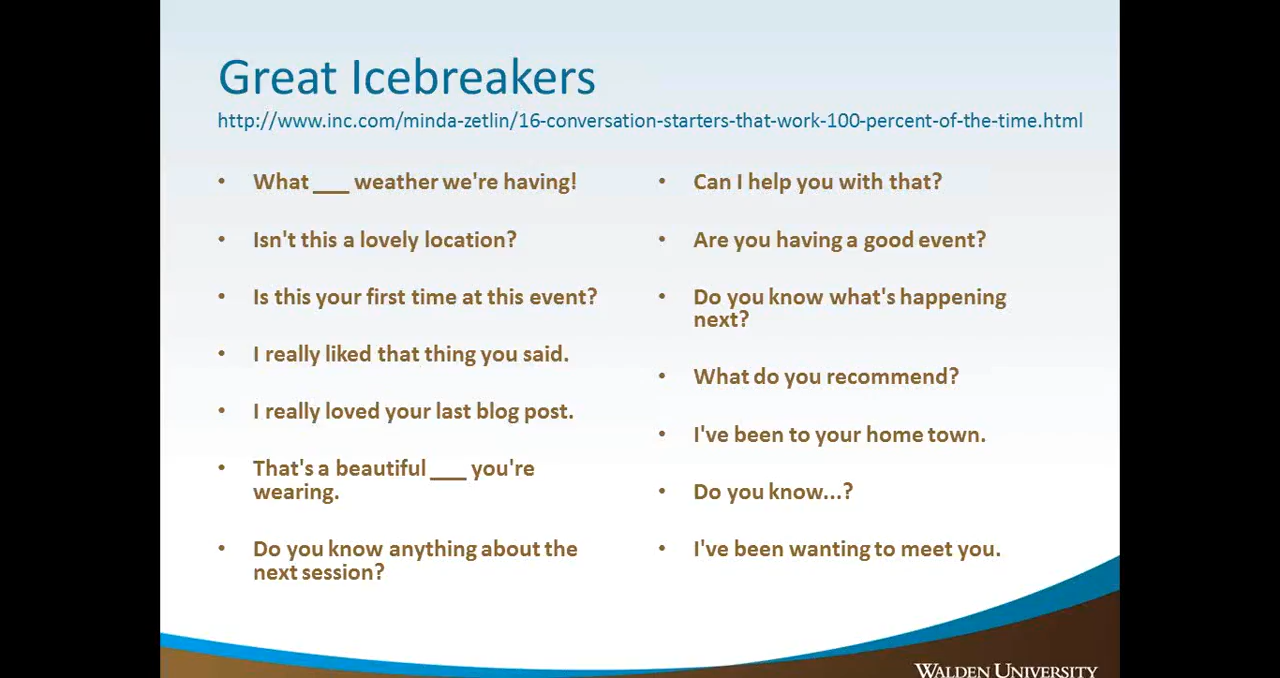 Great Icebreakers
http://www.inc.com/minda-zetlin/16-conversation-starters-that-work-100-percent-of-the-time.html
• What ___ weather we're having!
• Isn't this a lovely location?
• Is this your first time at this event?
• I really liked that thing you said.
• I really loved your last blog post.
• That's a beautiful ___ you're
wearing.
• Do you know anything about the
next session?
• Can I help you with that?
• Are you having a good event?
• Do you know what's happening
next?
• What do you recommend?
• I've been to your home town.
• Do you know...?
• I've been wanting to meet you.
WALDEN UNIVERSITY